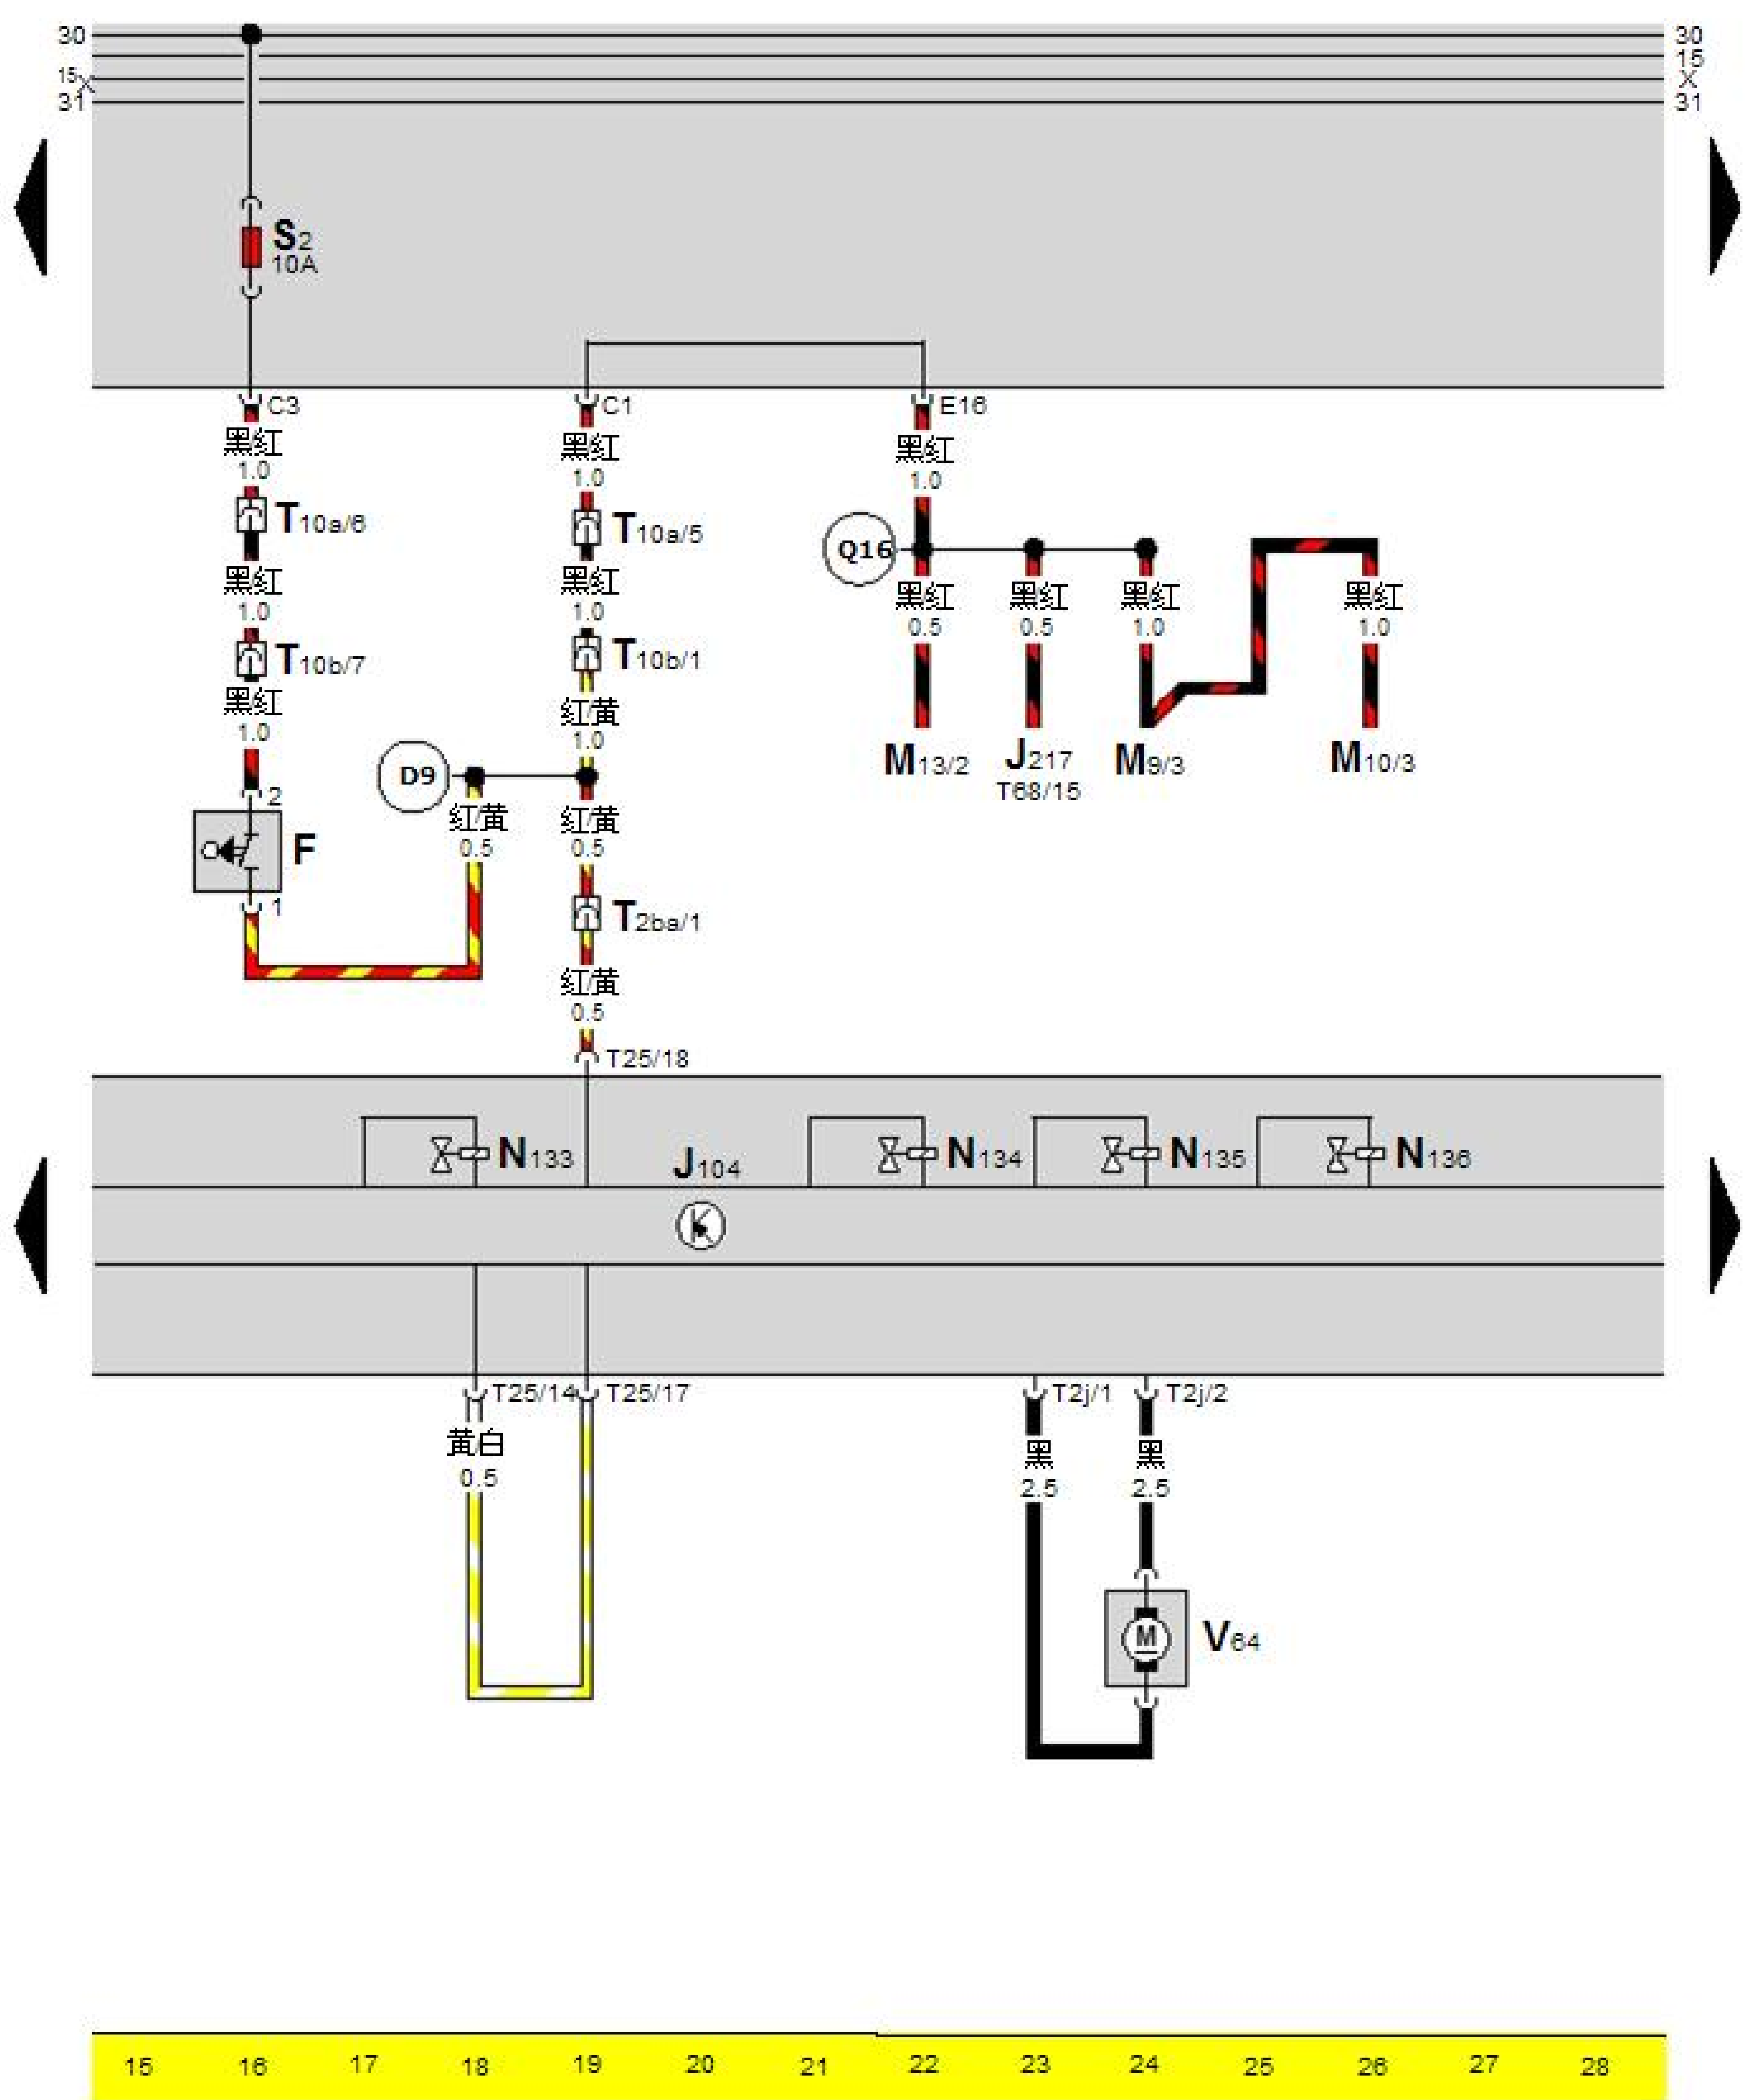 30 30
15 15
X X
31 31
S2
10A
C3 C1 E16
黑/红 黑/红 黑/红
1.0 1.0 1.0
T10a/6 T10a/5
Q16
黑/红 黑/红 黑/红 黑/红 黑/红 黑/红
1.0 1.0 0.5 0.5 1.0 1.0
T10b/7 T10b/1
黑/红 红/黄
1.0 1.0
M13/2 J217 M9/3 M10/3
T68/15
D9
2
红/黄 红/黄
0.5 0.5
F
1
T2ba/1
红/黄
0.5
T25/18
N133 J104 N134 N135 N136
T25/14 T25/17 T2j/1 T2j/2
黄/白 黑 黑
0.5 2.5 2.5
M V64
15 16 17 18 19 20 21 22 23 24 25 26 27 28